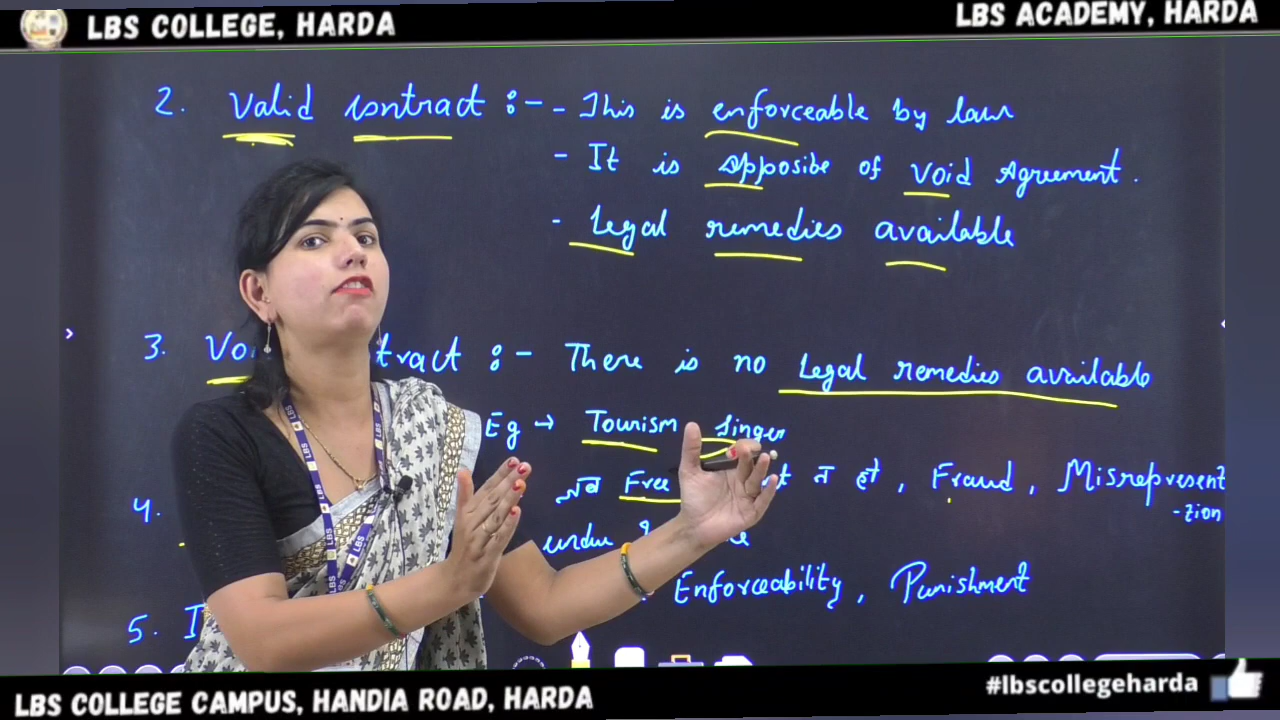 LBS COLLEGE, HARDA
LBS ACADEMY, HARDA
2. Valid contract :- - This is enforceable by law
- It is opposite of void Agreement.
- Legal remedies available
3. Vo tract :- There is no Legal remedies available
Eg → Tourism Singer
4. जब Free न हो, Fraud, Misrepresent
-tion
undue
5. I Enforceability, Punishment
LBS COLLEGE CAMPUS, HANDIA ROAD, HARDA
#lbscollegeharda